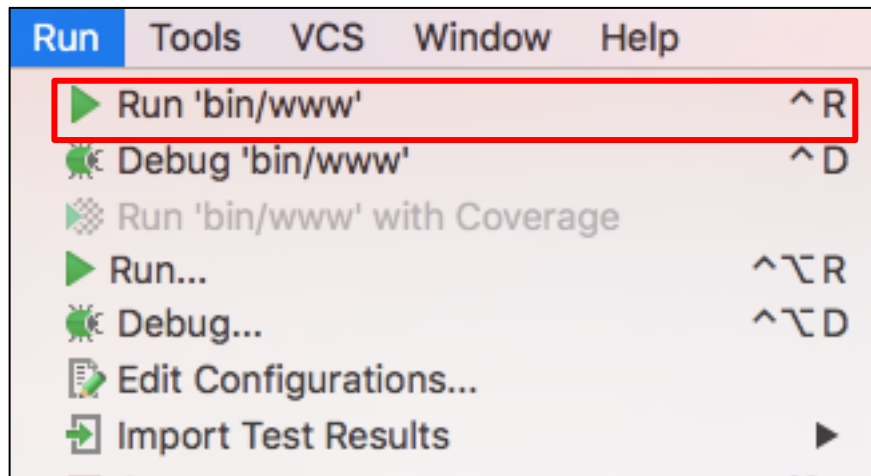 Run Tools VCS Window Help
Run 'bin/www' ^R
Debug 'bin/www' ^D
Run 'bin/www' with Coverage
Run... ^⌥R
Debug... ^⌥D
Edit Configurations...
Import Test Results ▶